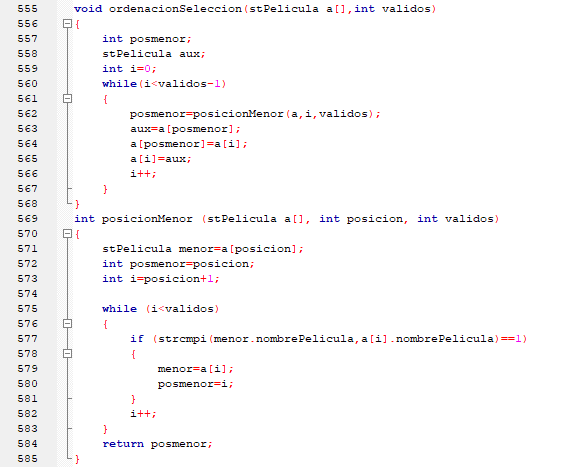 555 void ordenacionSeleccion(stPelicula a[],int validos)
556 {
557 int posmenor;
558 stPelicula aux;
559 int i=0;
560 while(i<validos-1)
561 {
562 posmenor=posicionMenor(a,i,validos);
563 aux=a[posmenor];
564 a[posmenor]=a[i];
565 a[i]=aux;
566 i++;
567 }
568 }
569 int posicionMenor (stPelicula a[], int posicion, int validos)
570 {
571 stPelicula menor=a[posicion];
572 int posmenor=posicion;
573 int i=posicion+1;
574
575 while (i<validos)
576 {
577 if (strcmpi(menor.nombrePelicula,a[i].nombrePelicula)==1)
578 {
579 menor=a[i];
580 posmenor=i;
581 }
582 i++;
583 }
584 return posmenor;
585 }